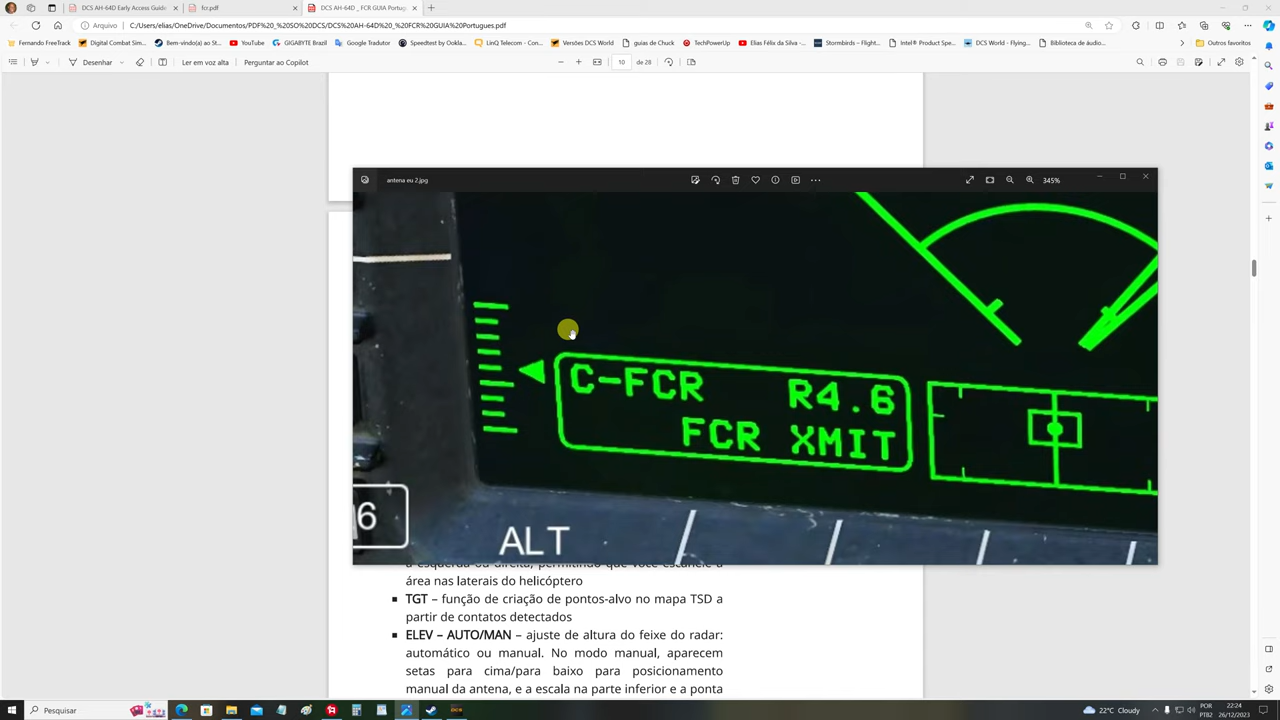 DCS AH-64D Early Access Guide
fcr.pdf
DCS AH-64D _ FCR GUIA Portug
Arquivo
C:/Users/elias/OneDrive/Documentos/PDF%20_%20SO%20DCS/DCS%20AH-64D%20_%20FCR%20GUIA%20Portugues.pdf
Fernando FreeTrack
Digital Combat Sim...
Bem-vindo(a) ao St...
YouTube
GIGABYTE Brazil
Google Tradutor
Speedtest by Ookla...
LinQ Telecom - Con...
Versões DCS World
guias de Chuck
TechPowerUp
Elias Félix da Silva -...
Stormbirds – Flight...
Intel® Product Spe...
DCS World - Flying...
Biblioteca de áudio...
Outros favoritos
Desenhar
Ler em voz alta
Perguntar ao Copilot
10 de 28
antena eu 2.jpg
345%
C-FCR R4.6
FCR XMIT
6
ALT
a esquerda ou direita, permitindo que você escaneie a
área nas laterais do helicóptero
TGT – função de criação de pontos-alvo no mapa TSD a
partir de contatos detectados
ELEV – AUTO/MAN – ajuste de altura do feixe do radar:
automático ou manual. No modo manual, aparecem
setas para cima/para baixo para posicionamento
manual da antena, e a escala na parte inferior e a ponta
Pesquisar
22°C Cloudy
POR
PTB2
22:24
26/12/2023